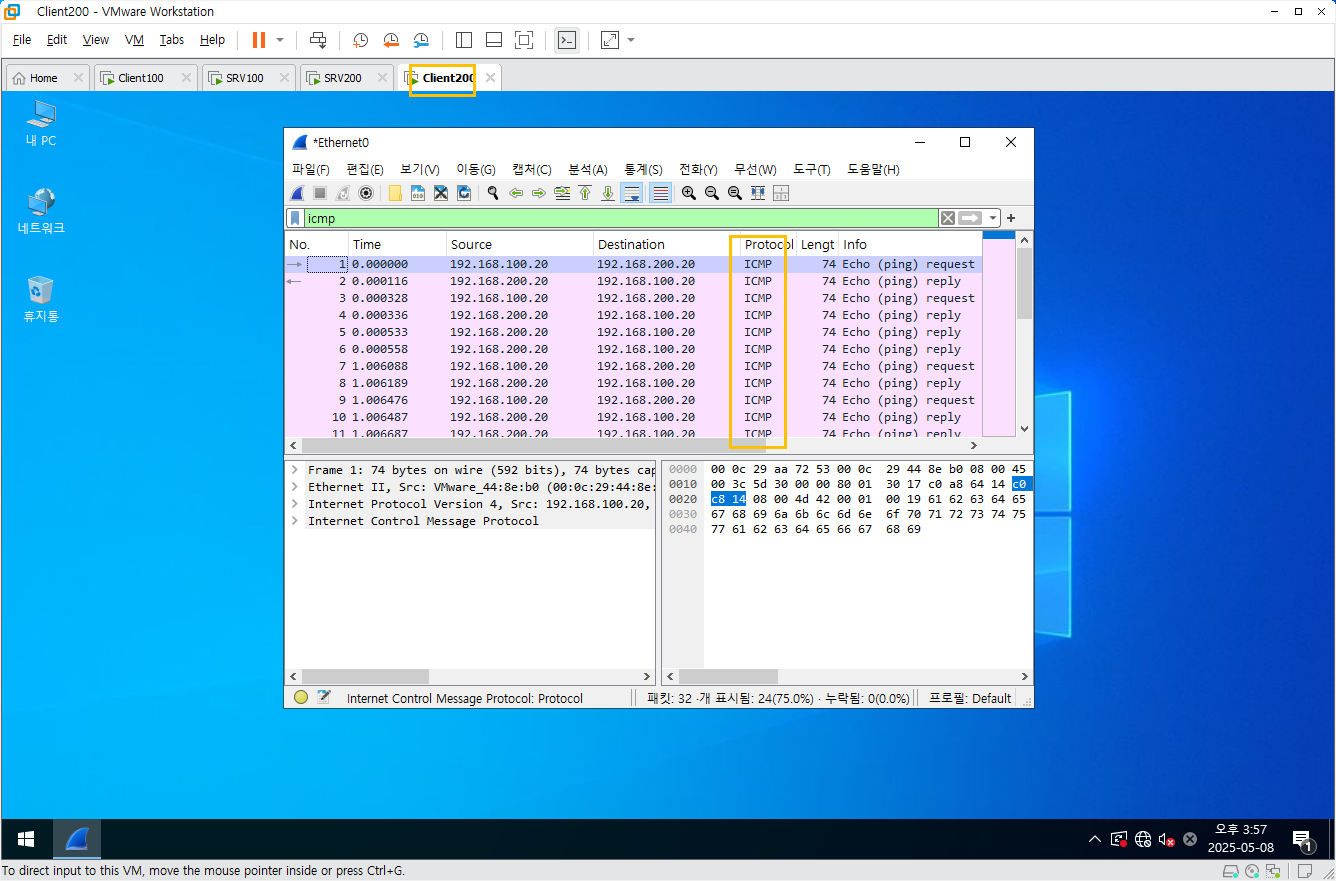 Client200 - VMware Workstation
File Edit View VM Tabs Help
Home Client100 SRV100 SRV200 Client200
내 PC
네트워크
휴지통
*Ethernet0
파일(F) 편집(E) 보기(V) 이동(G) 캡처(C) 분석(A) 통계(S) 전화(Y) 무선(W) 도구(T) 도움말(H)
icmp
No. Time Source Destination Protocol Lengt Info
1 0.000000 192.168.100.20 192.168.200.20 ICMP 74 Echo (ping) request
2 0.000116 192.168.200.20 192.168.100.20 ICMP 74 Echo (ping) reply
3 0.000328 192.168.100.20 192.168.200.20 ICMP 74 Echo (ping) request
4 0.000336 192.168.200.20 192.168.100.20 ICMP 74 Echo (ping) reply
5 0.000533 192.168.200.20 192.168.100.20 ICMP 74 Echo (ping) reply
6 0.000558 192.168.200.20 192.168.100.20 ICMP 74 Echo (ping) reply
7 1.006088 192.168.100.20 192.168.200.20 ICMP 74 Echo (ping) request
8 1.006189 192.168.200.20 192.168.100.20 ICMP 74 Echo (ping) reply
9 1.006476 192.168.100.20 192.168.200.20 ICMP 74 Echo (ping) request
10 1.006487 192.168.200.20 192.168.100.20 ICMP 74 Echo (ping) reply
11 1.006687 192.168.200.20 192.168.100.20 ICMP 74 Echo (ping) reply
Frame 1: 74 bytes on wire (592 bits), 74 bytes cap
Ethernet II, Src: VMware_44:8e:b0 (00:0c:29:44:8e:
Internet Protocol Version 4, Src: 192.168.100.20,
Internet Control Message Protocol
0000 00 0c 29 aa 72 53 00 0c 29 44 8e b0 08 00 45
0010 00 3c 5d 30 00 00 80 01 30 17 c0 a8 64 14 c0
0020 c8 14 08 00 4d 42 00 01 00 19 61 62 63 64 65
0030 67 68 69 6a 6b 6c 6d 6e 6f 70 71 72 73 74 75
0040 77 61 62 63 64 65 66 67 68 69
Internet Control Message Protocol: Protocol 패킷: 32 ·개 표시됨: 24(75.0%) · 누락됨: 0(0.0%) 프로필: Default
오후 3:57
2025-05-08
1
To direct input to this VM, move the mouse pointer inside or press Ctrl+G.